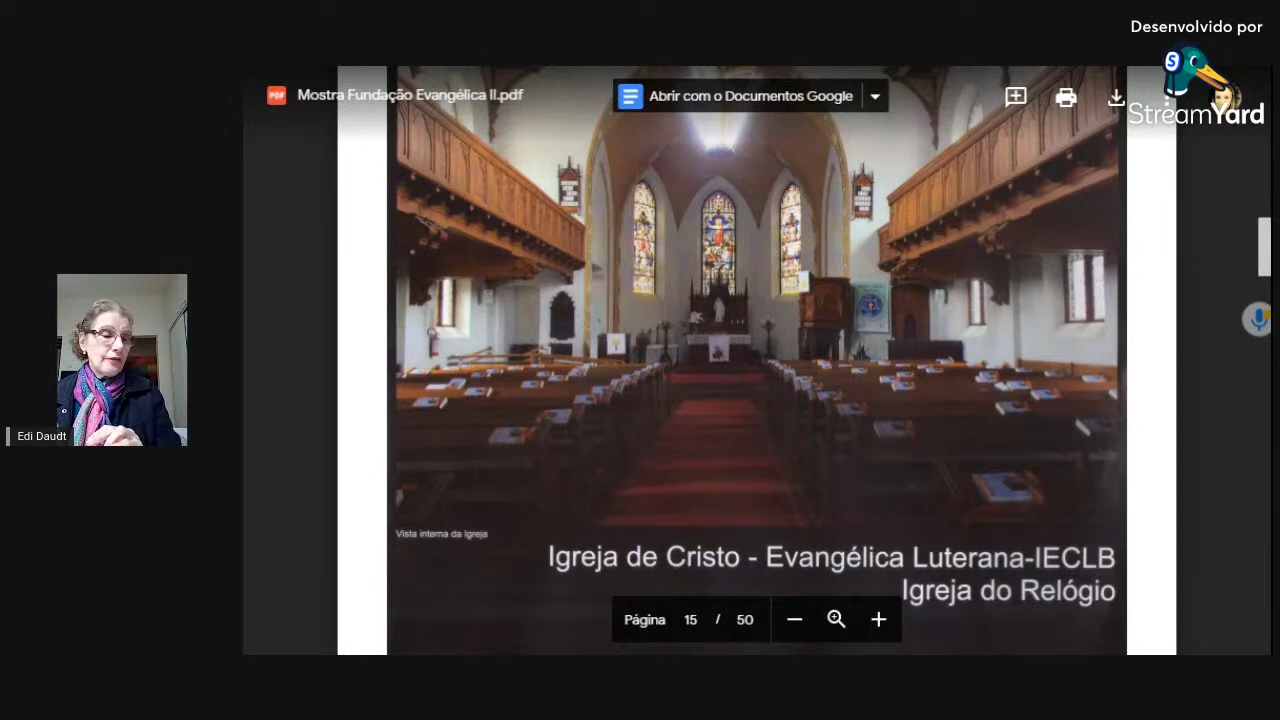 Desenvolvido por
StreamYard
PDF
Mostra Fundação Evangélica II.pdf
Abrir com o Documentos Google
S
Edi Daudt
Vista interna da Igreja
Igreja de Cristo - Evangélica Luterana-IECLB
Igreja do Relógio
Página 15 / 50